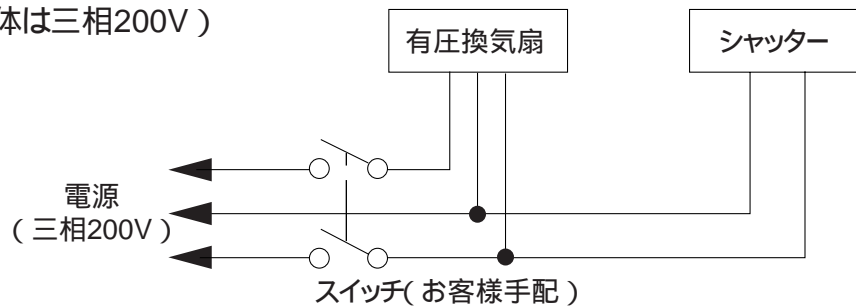 体は三相200V)
有圧換気扇
シャッター
電源
(三相200V)
スイッチ(お客様手配)